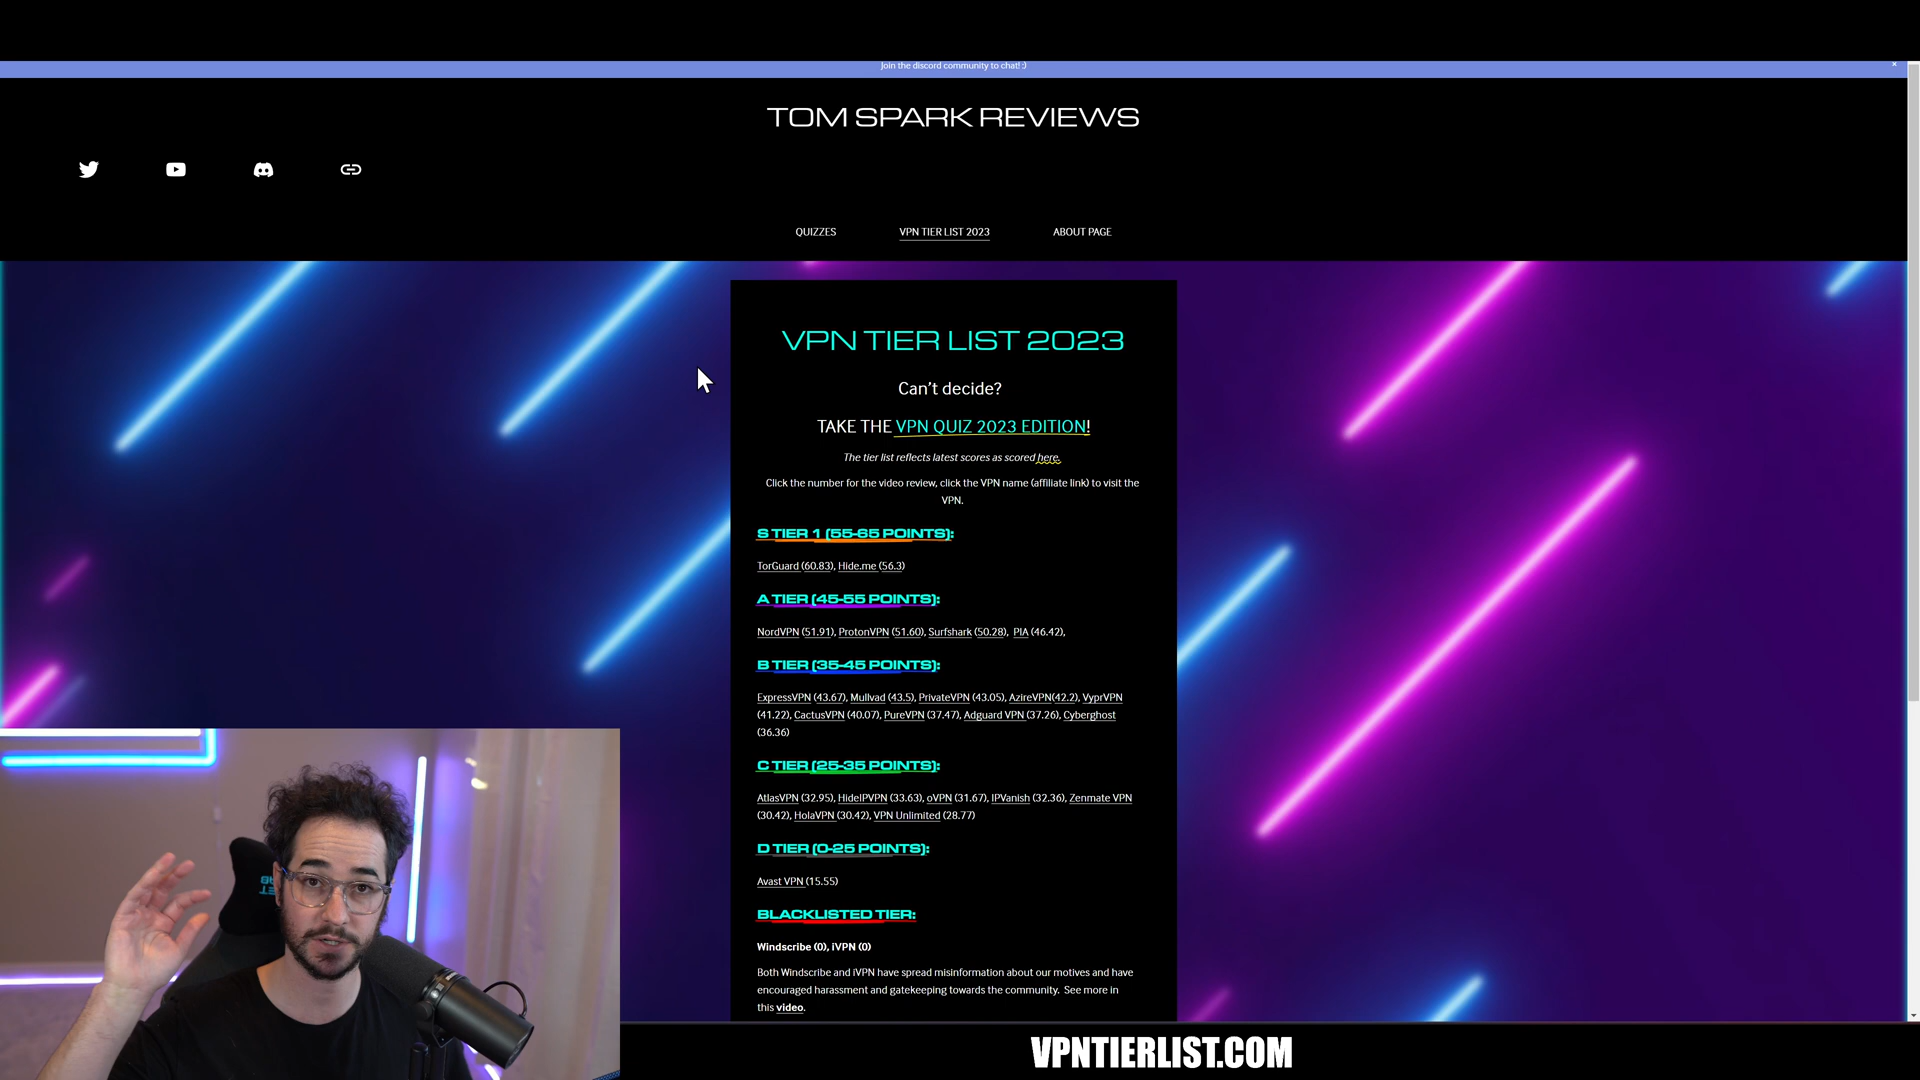 Join the discord community to chat! :)
TOM SPARK REVIEWS
QUIZZES
VPN TIER LIST 2023
ABOUT PAGE
VPN TIER LIST 2023
Can't decide?
TAKE THE VPN QUIZ 2023 EDITION!
The tier list reflects latest scores as scored here.
Click the number for the video review, click the VPN name (affiliate link) to visit the
VPN.
S TIER 1 (55-65 POINTS):
TorGuard (60.83), Hide.me (56.3)
A TIER (45-55 POINTS):
NordVPN (51.91), ProtonVPN (51.60), Surfshark (50.28), PIA (46.42),
B TIER (35-45 POINTS):
ExpressVPN (43.67), Mullvad (43.5), PrivateVPN (43.05), AzireVPN(42.2), VyprVPN
(41.22), CactusVPN (40.07), PureVPN (37.47), Adguard VPN (37.26), Cyberghost
(36.36)
C TIER (25-35 POINTS):
AtlasVPN (32.95), HideIPVPN (33.63), oVPN (31.67), IPVanish (32.36), Zenmate VPN
(30.42), HolaVPN (30.42), VPN Unlimited (28.77)
D TIER (0-25 POINTS):
Avast VPN (15.55)
BLACKLISTED TIER:
Windscribe (0), iVPN (0)
Both Windscribe and iVPN have spread misinformation about our motives and have
encouraged harassment and gatekeeping towards the community. See more in
this video.
VPNTIERLIST.COM